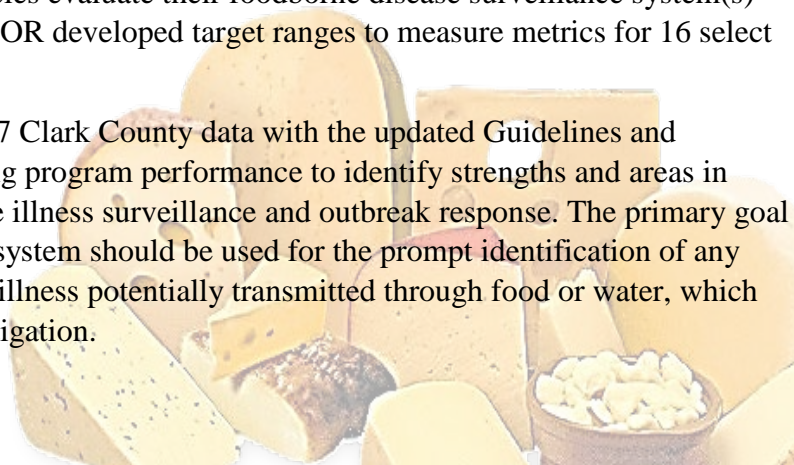 evaluate their foodborne disease surveillance system(s)
OR developed target ranges to measure metrics for 16 select
7 Clark County data with the updated Guidelines and
g program performance to identify strengths and areas in
e illness surveillance and outbreak response. The primary goal
system should be used for the prompt identification of any
illness potentially transmitted through food or water, which
igation.